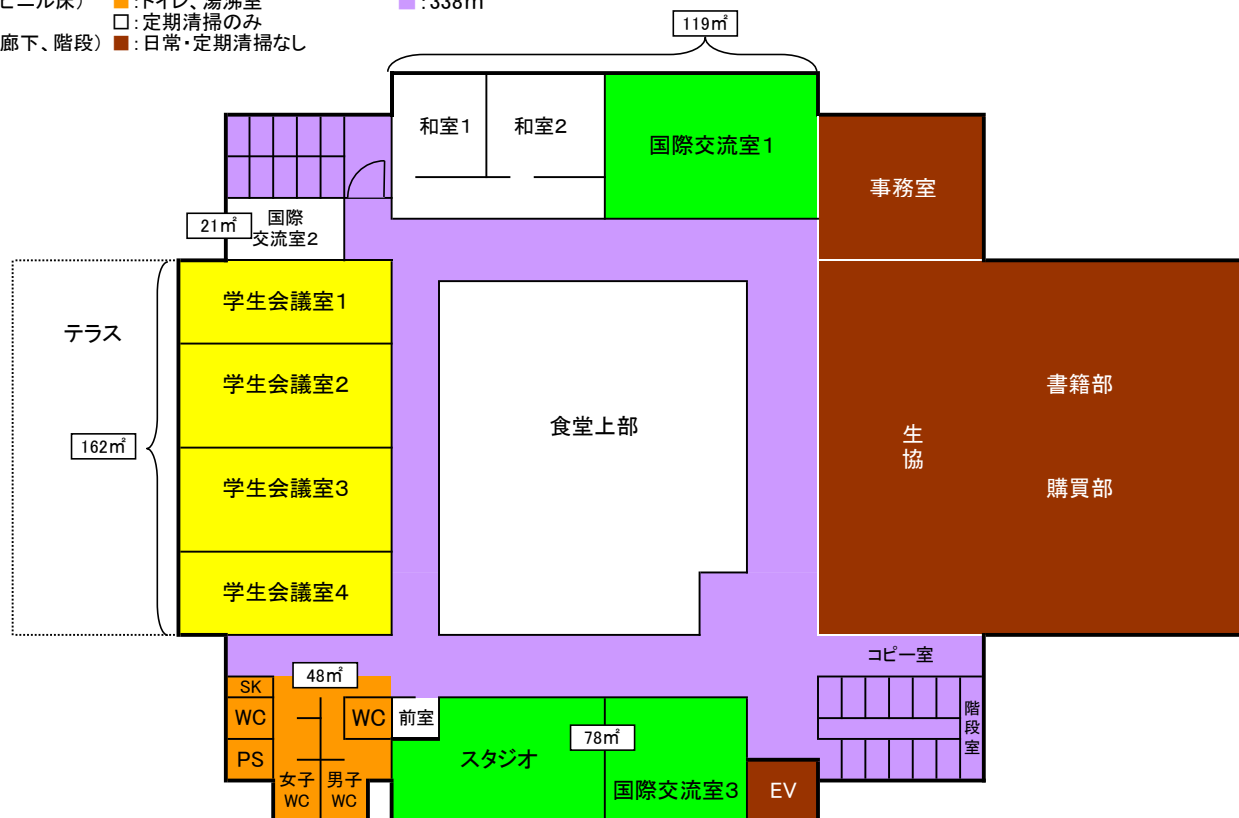 ビニル床） ■：トイレ、湯沸室 ■：338㎡
□：定期清掃のみ
廊下、階段） ■：日常・定期清掃なし
119㎡
和室1
和室2
国際交流室1
事務室
21㎡
国際
交流室2
学生会議室1
テラス
学生会議室2
書籍部
食堂上部
生
協
162㎡
学生会議室3
購買部
学生会議室4
コピー室
48㎡
SK
WC
WC
前室
階
段
室
78㎡
スタジオ
PS
女子
WC
男子
WC
国際交流室3
EV